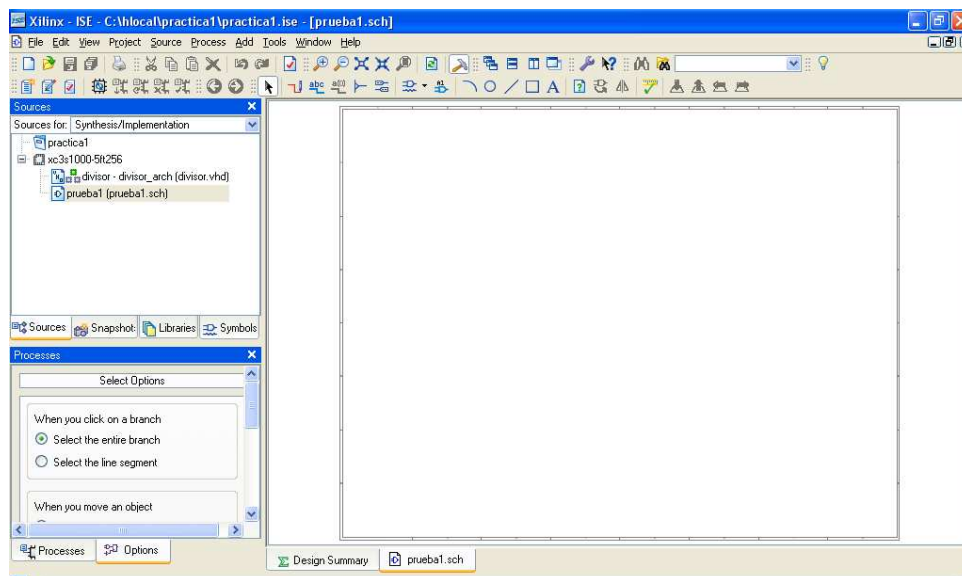 Xilinx - ISE - C:\hlocal\practica1\practica1.ise - [prueba1.sch]
File Edit View Project Source Process Add Tools Window Help
Sources
Sources for: Synthesis/Implementation
practica1
xc3s1000-5ft256
divisor - divisor_arch (divisor.vhd)
prueba1 (prueba1.sch)
Sources Snapshot Libraries Symbols
Processes
Select Options
When you click on a branch
Select the entire branch
Select the line segment
When you move an object
Processes Options
Design Summary prueba1.sch